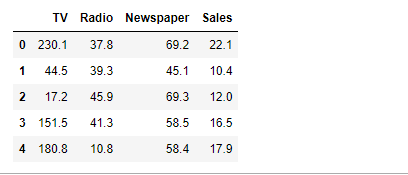 TV Radio Newspaper Sales
0 230.1 37.8 69.2 22.1
1 44.5 39.3 45.1 10.4
2 17.2 45.9 69.3 12.0
3 151.5 41.3 58.5 16.5
4 180.8 10.8 58.4 17.9